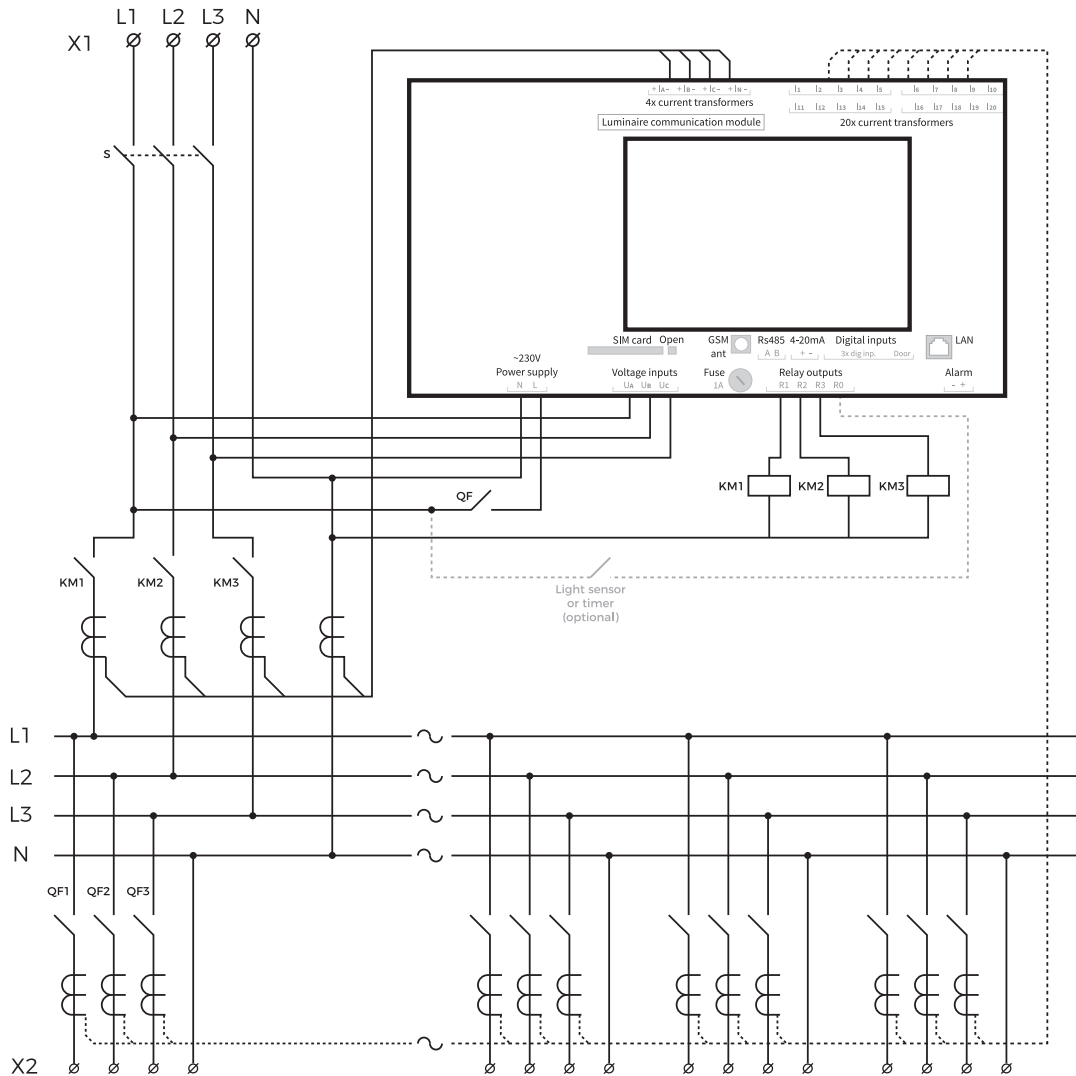 L1 L2 L3 N
X1
+ IA - + IB - + IC - + IN -
4x current transformers
I1 I2 I3 I4 I5 I6 I7 I8 I9 I10
I11 I12 I13 I14 I15 I16 I17 I18 I19 I20
20x current transformers
Luminaire communication module
S
SIM card Open
GSM
ant
Rs485 4-20mA Digital inputs
A B + - 3x dig inp. Door
LAN
~230V
Power supply
N L
Voltage inputs
UA UB UC
Fuse
1A
Relay outputs
R1 R2 R3 R0
Alarm
- +
QF
KM1 KM2 KM3
KM1 KM2 KM3
Light sensor
or timer
(optional)
L1
L2
L3
N
QF1 QF2 QF3
X2